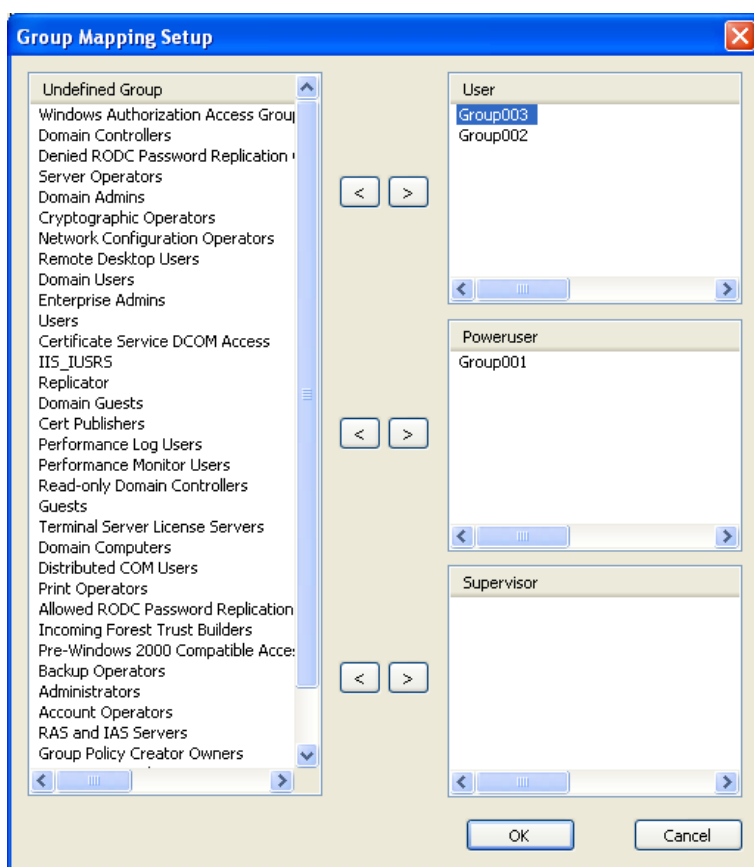 Group Mapping Setup
Undefined Group
Windows Authorization Access Group
Domain Controllers
Denied RODC Password Replication
Server Operators
Domain Admins
Cryptographic Operators
Network Configuration Operators
Remote Desktop Users
Domain Users
Enterprise Admins
Users
Certificate Service DCOM Access
IIS_IUSRS
Replicator
Domain Guests
Cert Publishers
Performance Log Users
Performance Monitor Users
Read-only Domain Controllers
Guests
Terminal Server License Servers
Domain Computers
Distributed COM Users
Print Operators
Allowed RODC Password Replication
Incoming Forest Trust Builders
Pre-Windows 2000 Compatible Acce
Backup Operators
Administrators
Account Operators
RAS and IAS Servers
Group Policy Creator Owners
< >
User
Group003
Group002
< >
Poweruser
Group001
< >
Supervisor
OK
Cancel